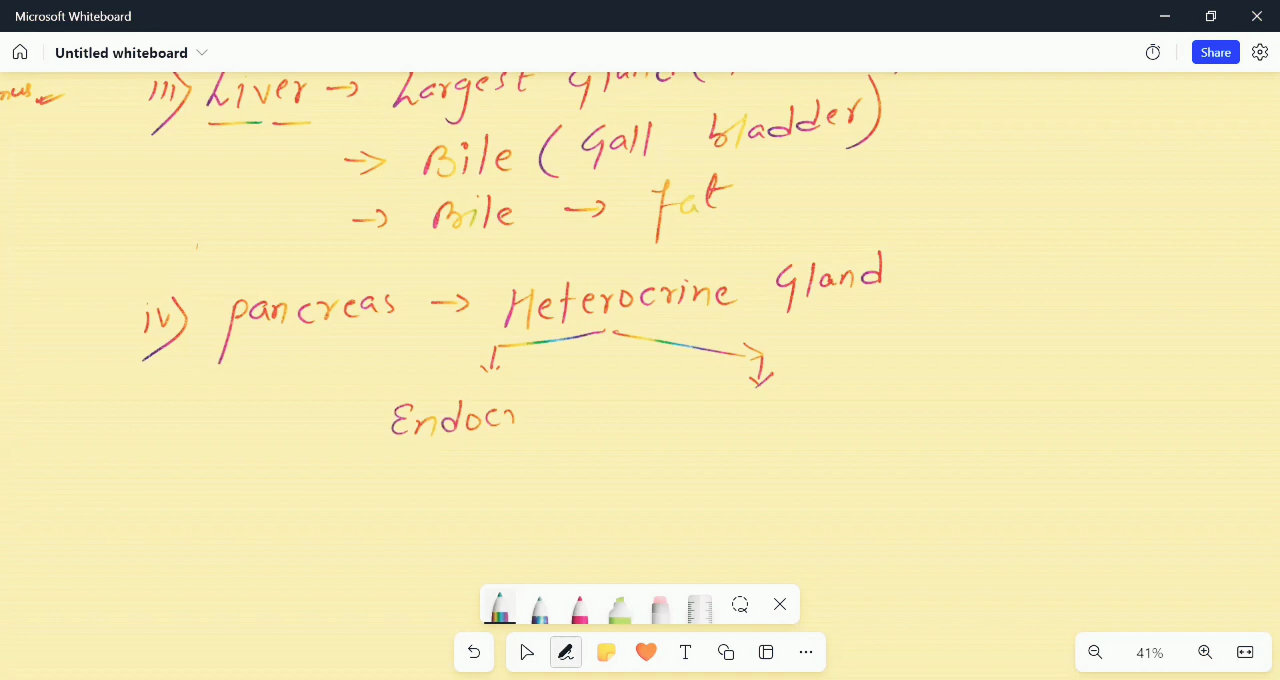 Microsoft Whiteboard
Untitled whiteboard
Share
iii) Liver → Largest
→ Bile (Gall bladder)
→ Bile → fat
iv) Pancreas → Heterocrine Gland
Endocr
41%